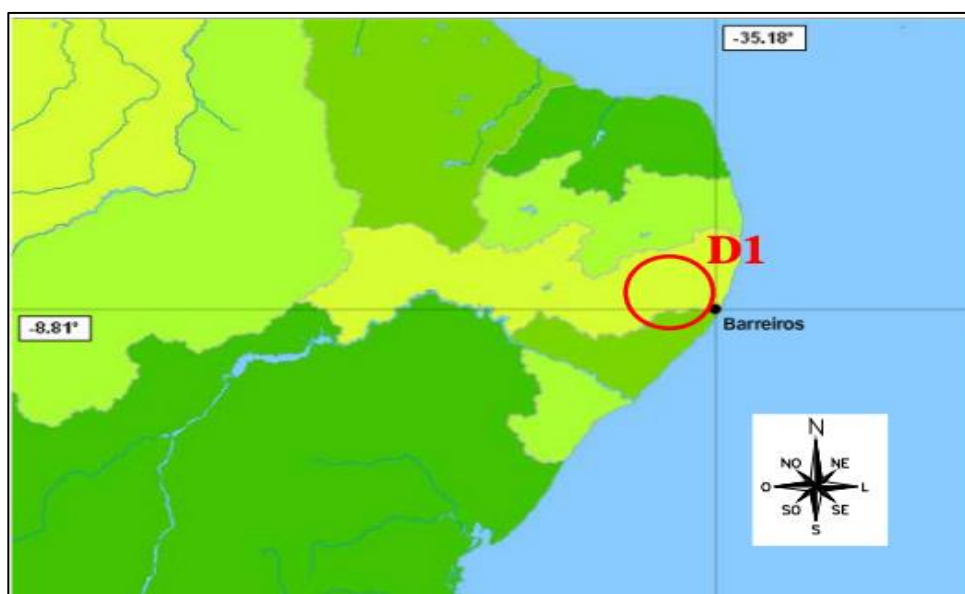 -35.18°
D1
-8.81°
Barreiros
N
NO NE
O L
SO SE
S